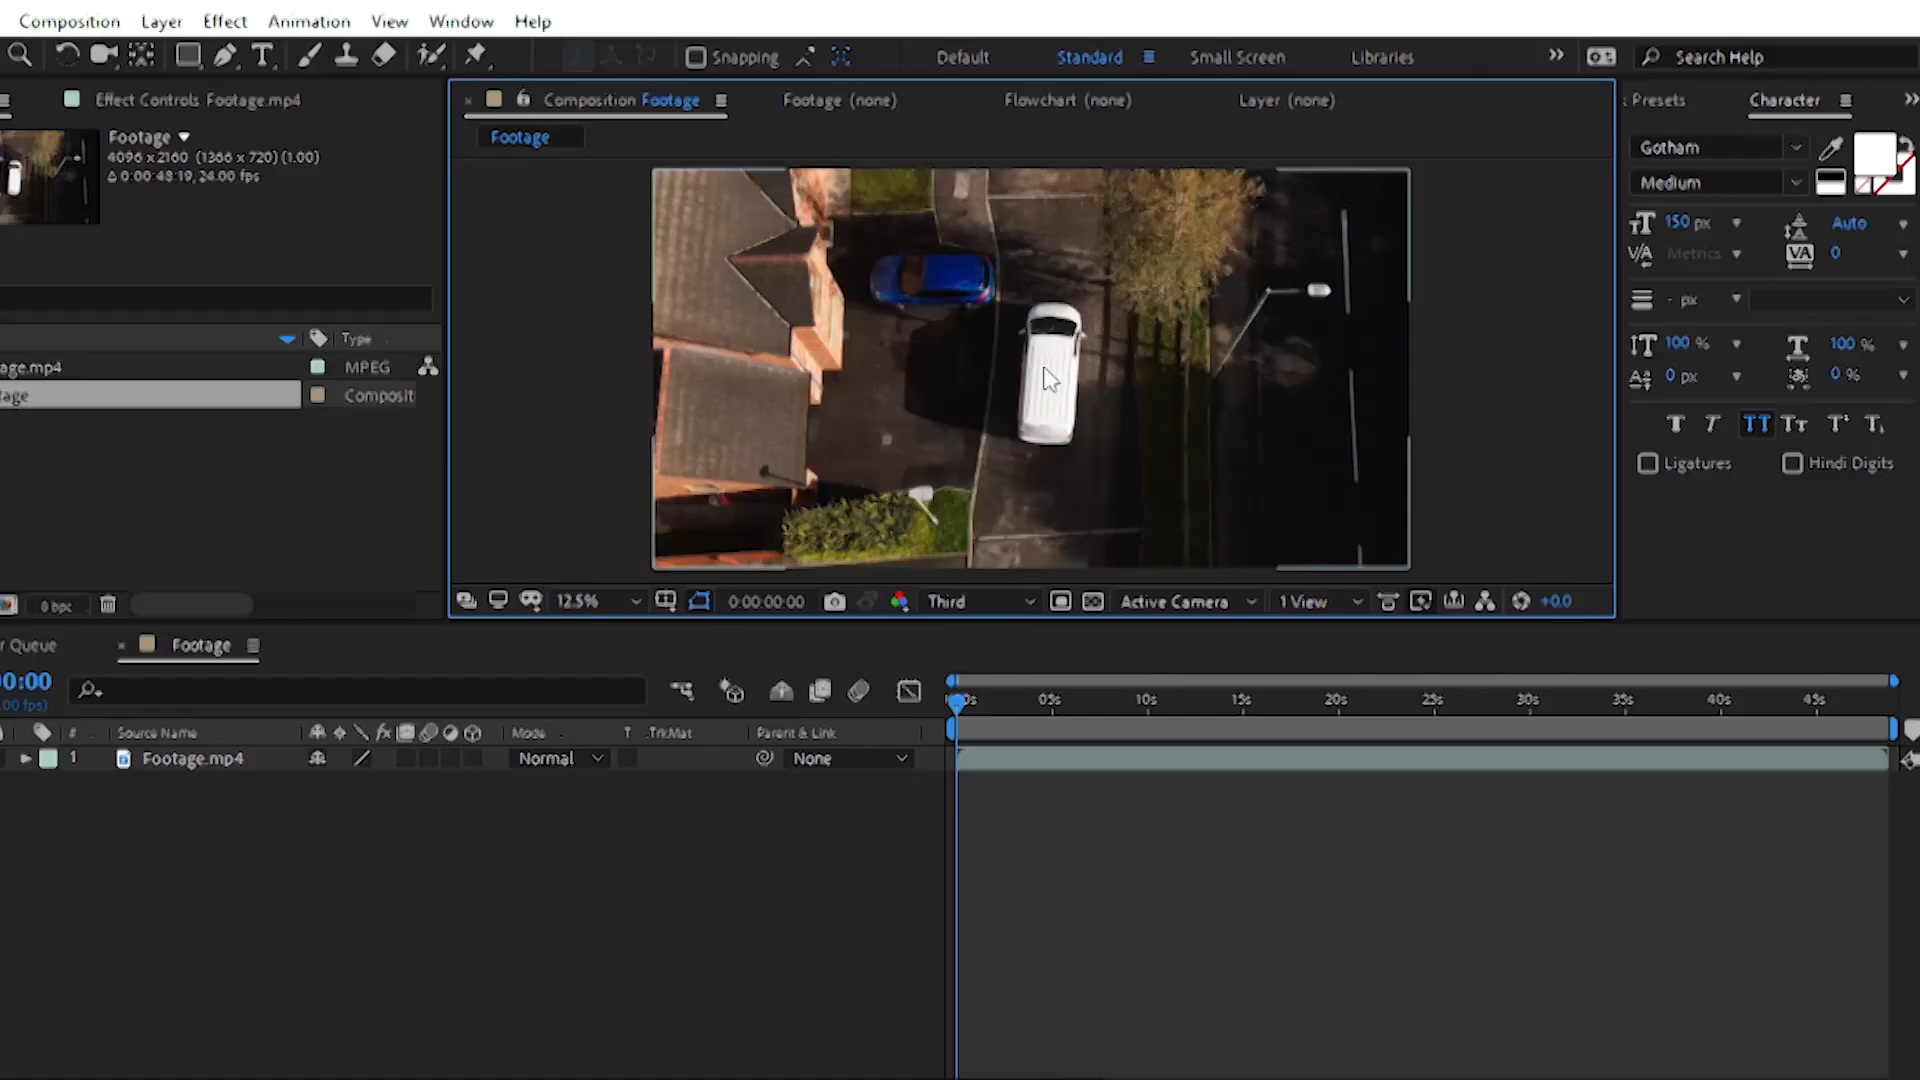 Composition Layer Effect Animation View Window Help
Snapping Default Standard Small Screen Libraries Search Help
Effect Controls Footage.mp4
Composition Footage Footage (none) Flowchart (none) Layer (none)
Presets Character
Footage
4096 x 2160 (1366 x 720) (1.00)
Δ 0:00:48:19, 24.00 fps
Footage
Gotham
Medium
150 px Auto
Metrics 0
- px
100 % 100 %
0 px 0 %
Ligatures Hindi Digits
Type
age.mp4 MPEG
tage Composit
8 bpc
12.5% 0:00:00:00 Third Active Camera 1 View +0.0
r Queue Footage
00:00
.00 fps)
05s 10s 15s 20s 25s 30s 35s 40s 45s
# Source Name Mode T .TrkMat Parent & Link
1 Footage.mp4 Normal None